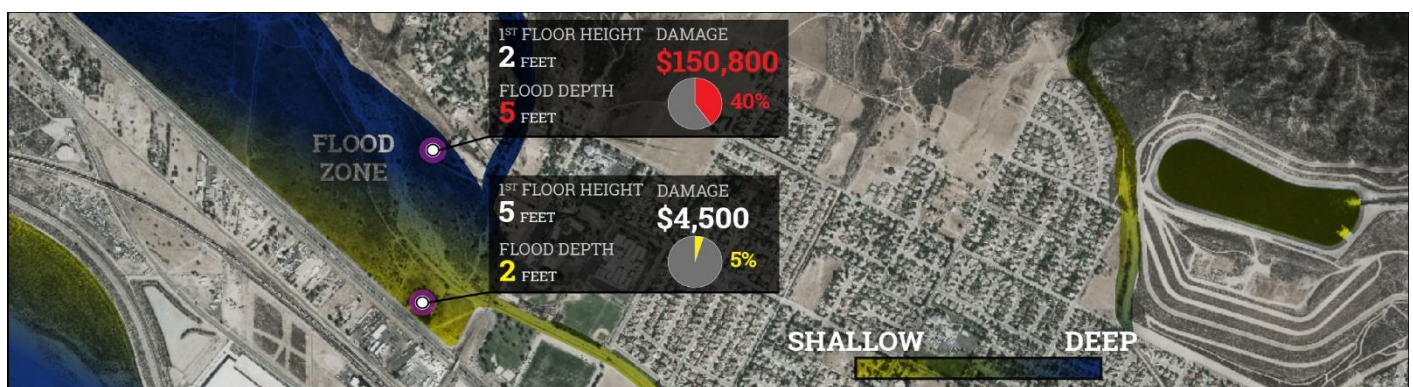 1ST FLOOR HEIGHT DAMAGE
2 FEET $150,800
FLOOD DEPTH
5 FEET 40%
FLOOD
ZONE
1ST FLOOR HEIGHT DAMAGE
5 FEET $4,500
FLOOD DEPTH
2 FEET 5%
SHALLOW DEEP